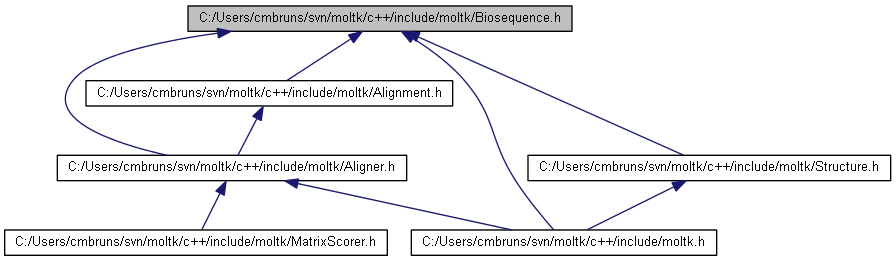 C:/Users/cmbruns/svn/moltk/c++/include/moltk/Biosequence.h
C:/Users/cmbruns/svn/moltk/c++/include/moltk/Alignment.h
C:/Users/cmbruns/svn/moltk/c++/include/moltk/Aligner.h
C:/Users/cmbruns/svn/moltk/c++/include/moltk/Structure.h
C:/Users/cmbruns/svn/moltk/c++/include/moltk/MatrixScorer.h
C:/Users/cmbruns/svn/moltk/c++/include/moltk.h